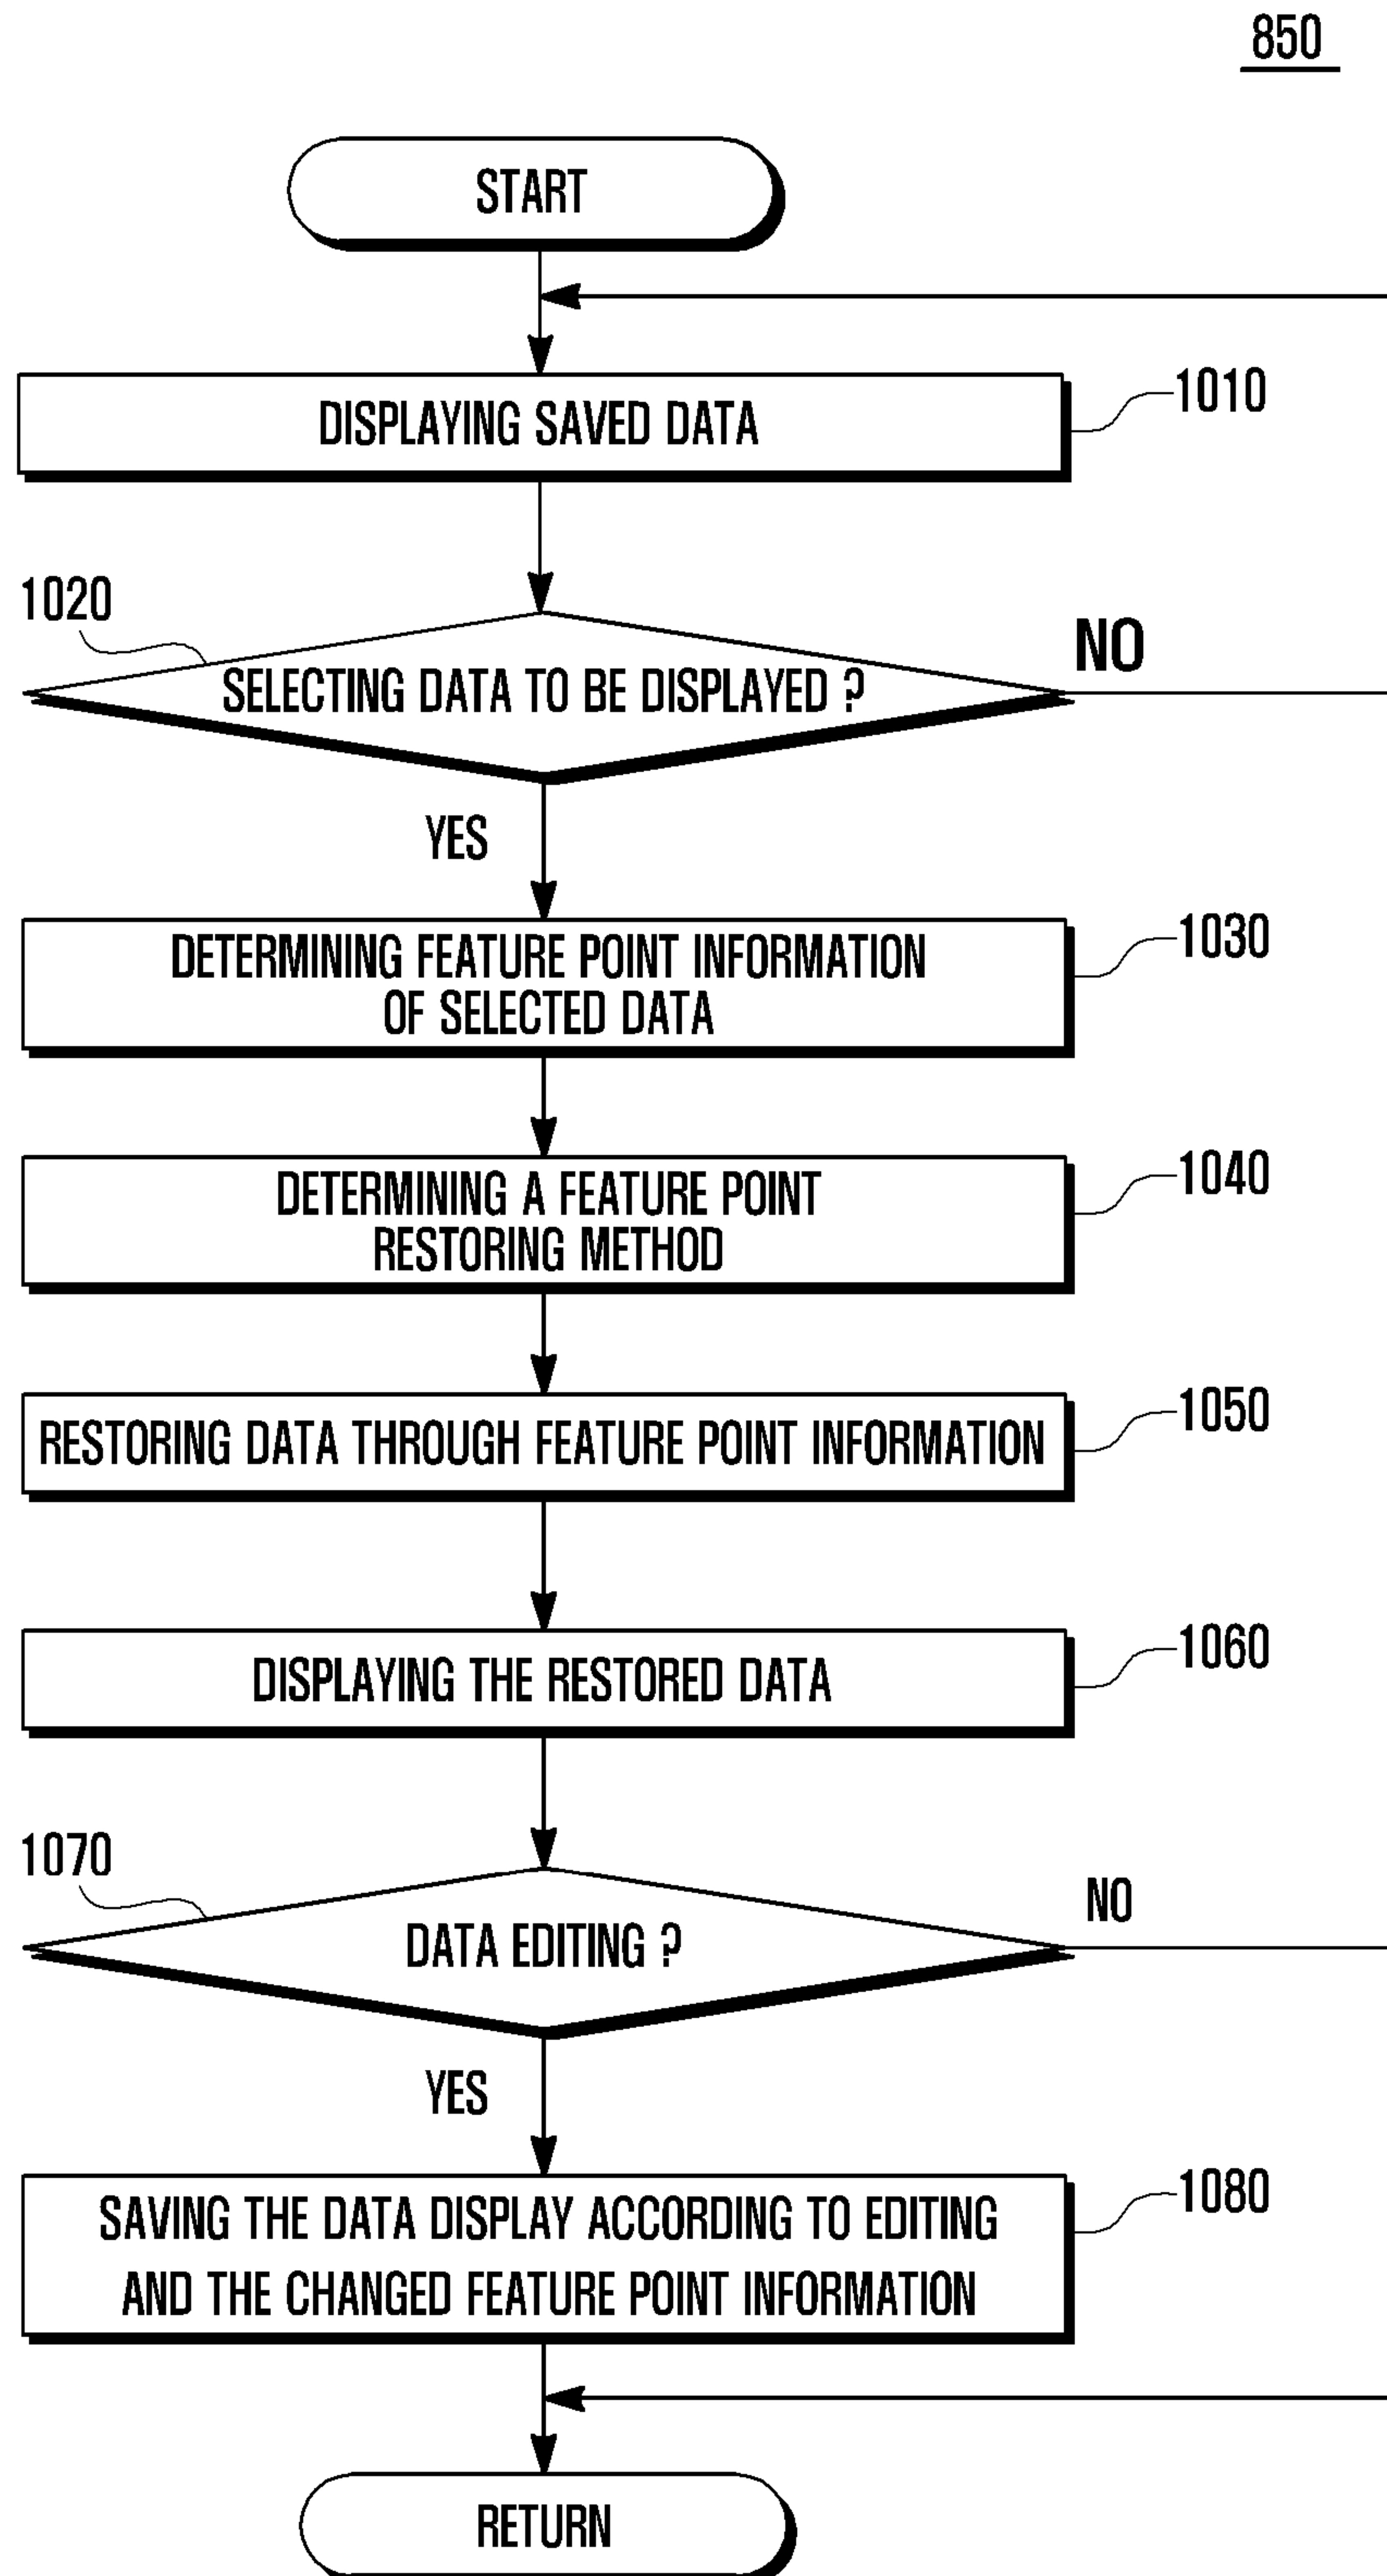 850
START
DISPLAYING SAVED DATA
1010
1020
SELECTING DATA TO BE DISPLAYED ?
NO
YES
DETERMINING FEATURE POINT INFORMATION
OF SELECTED DATA
1030
DETERMINING A FEATURE POINT
RESTORING METHOD
1040
RESTORING DATA THROUGH FEATURE POINT INFORMATION
1050
DISPLAYING THE RESTORED DATA
1060
1070
DATA EDITING ?
NO
YES
SAVING THE DATA DISPLAY ACCORDING TO EDITING
AND THE CHANGED FEATURE POINT INFORMATION
1080
RETURN